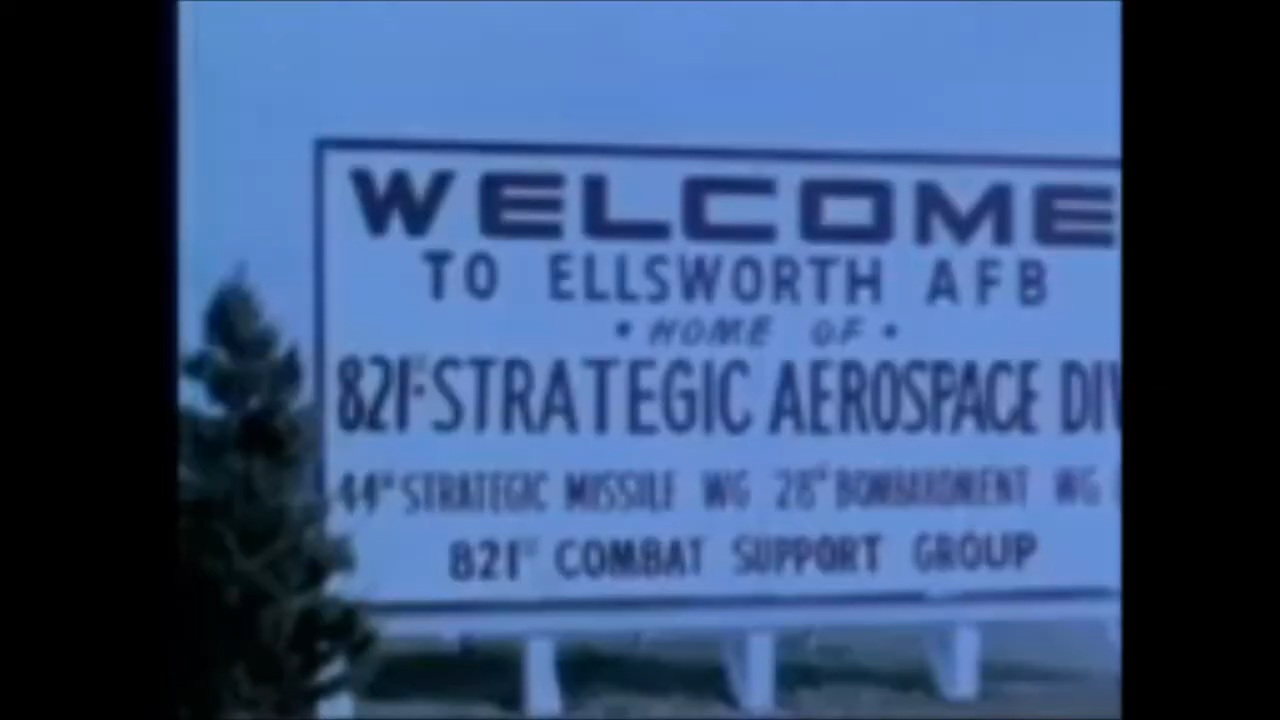 WELCOME
TO ELLSWORTH AFB
• HOME OF •
821ST STRATEGIC AEROSPACE DIV
44TH STRATEGIC MISSILE WG 28TH BOMBARDMENT WG
821ST COMBAT SUPPORT GROUP